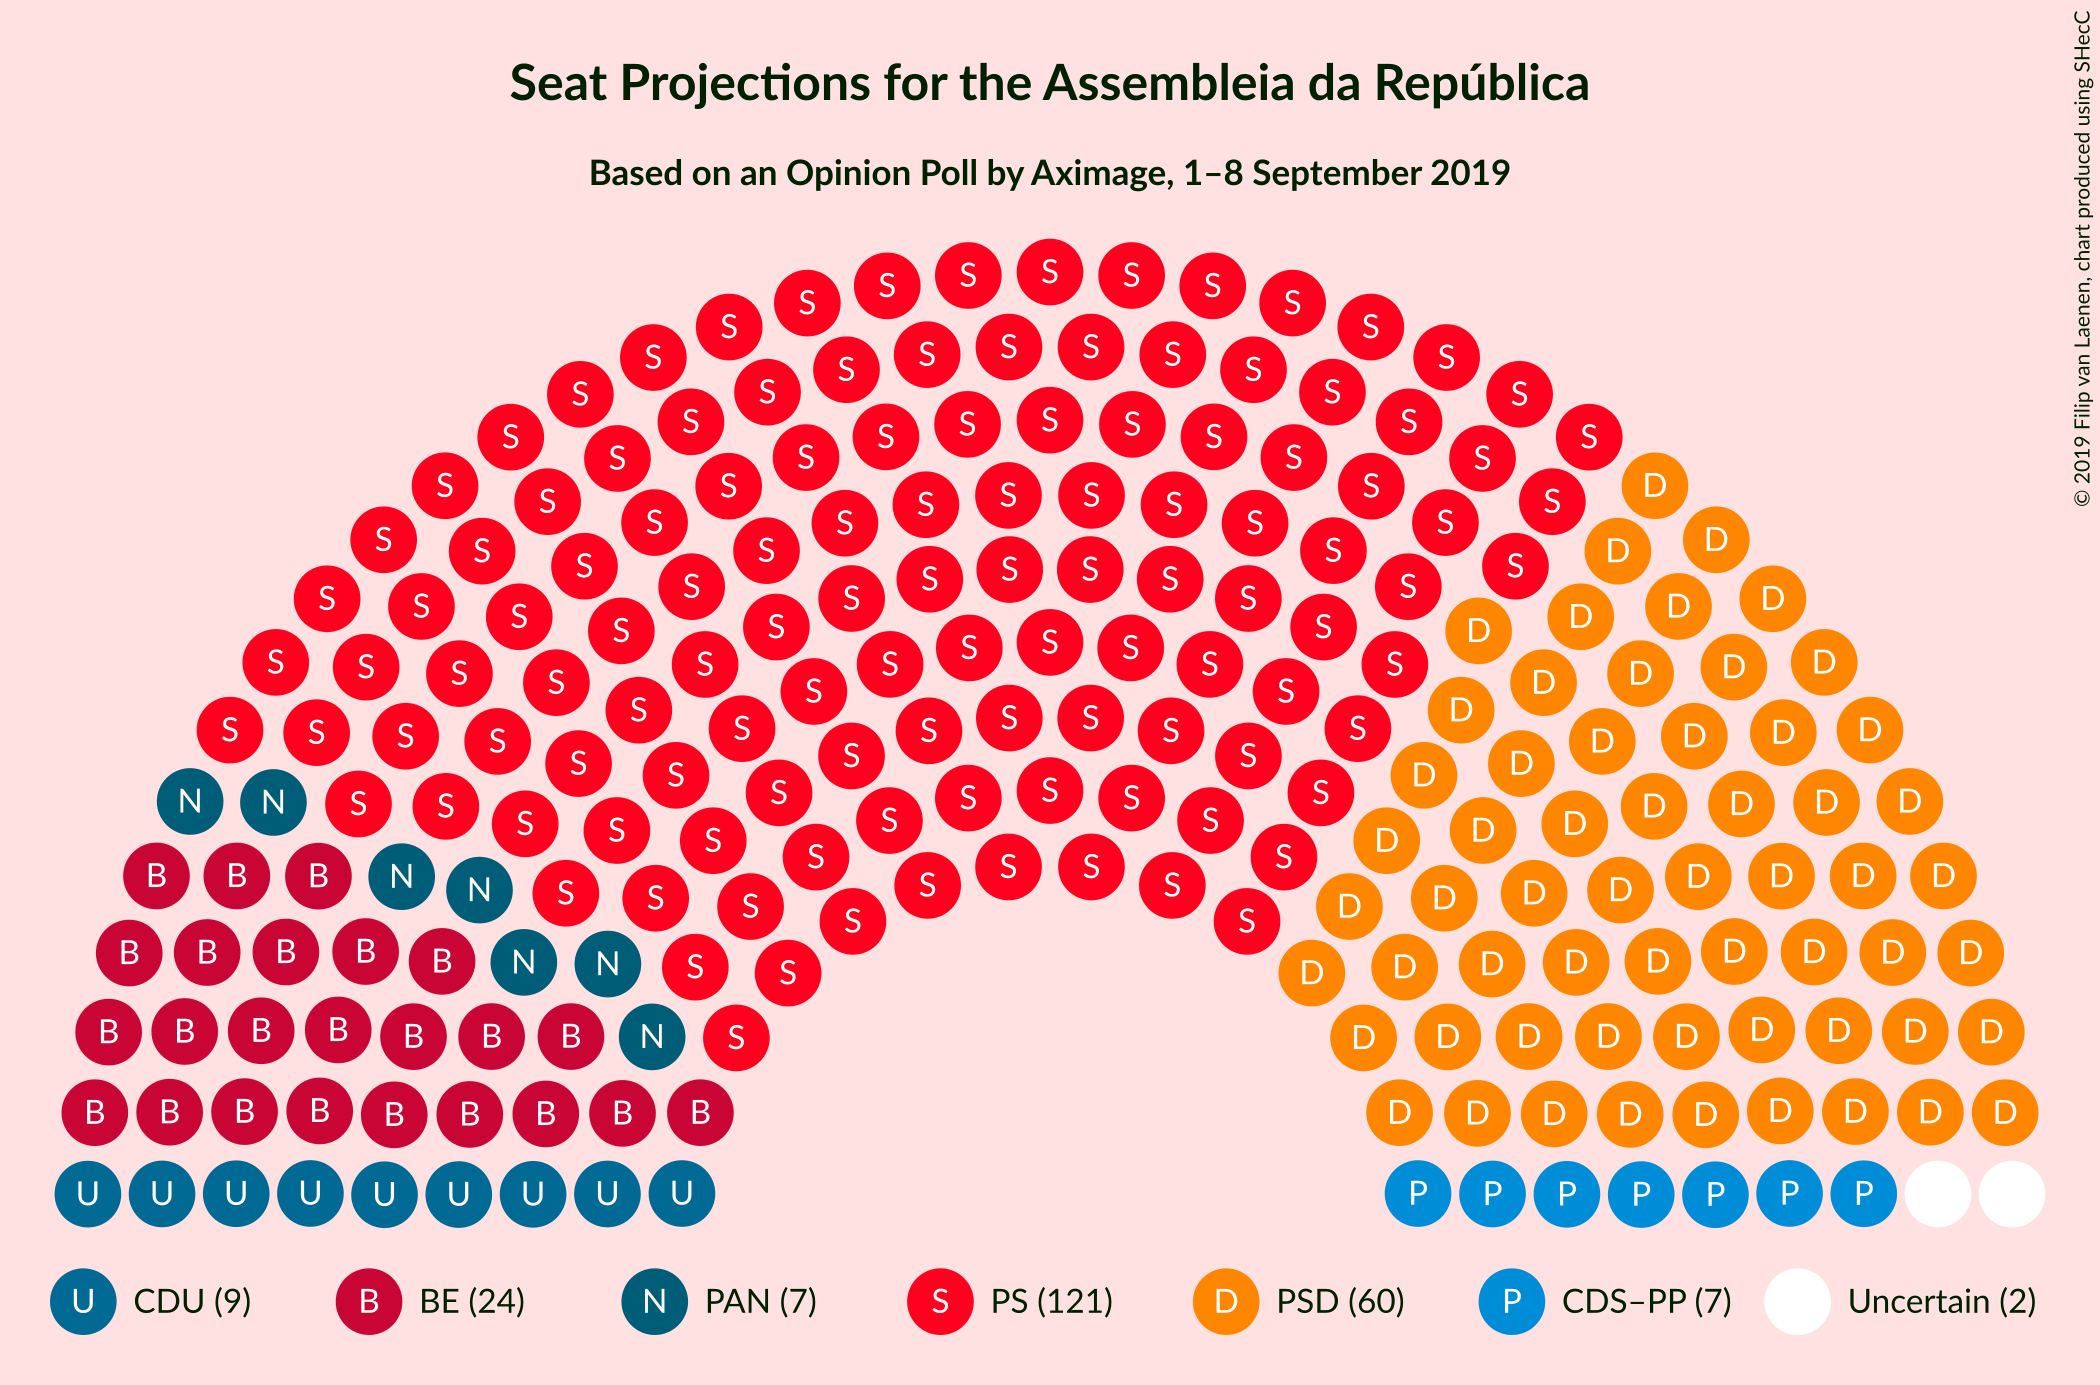 Seat Projections for the Assembleia da República
Based on an Opinion Poll by Aximage, 1–8 September 2019
© 2019 Filip van Laenen, chart produced using SHecC
S S S S S S S S S S S S S S S S S S S S S S S S S S S S S S S S S S S S S S S S S S S S S S S S S S S S S S S S S S S S S S S S S S S S S S S S S S S S S S S S S S S S S S S S S S S S S S S S S S S S S S S S S S S S S S S S S S S S S S S S S
D D D D D D D D D D D D D D D D D D D D D D D D D D D D D D D D D D D D D D D D D D D D D D D D D D D D D D D D D D D D
N N N N N N N
B B B B B B B B B B B B B B B B B B B B B B B B
U U U U U U U U U P P P P P P P
U CDU (9) B BE (24) N PAN (7) S PS (121) D PSD (60) P CDS–PP (7) Uncertain (2)